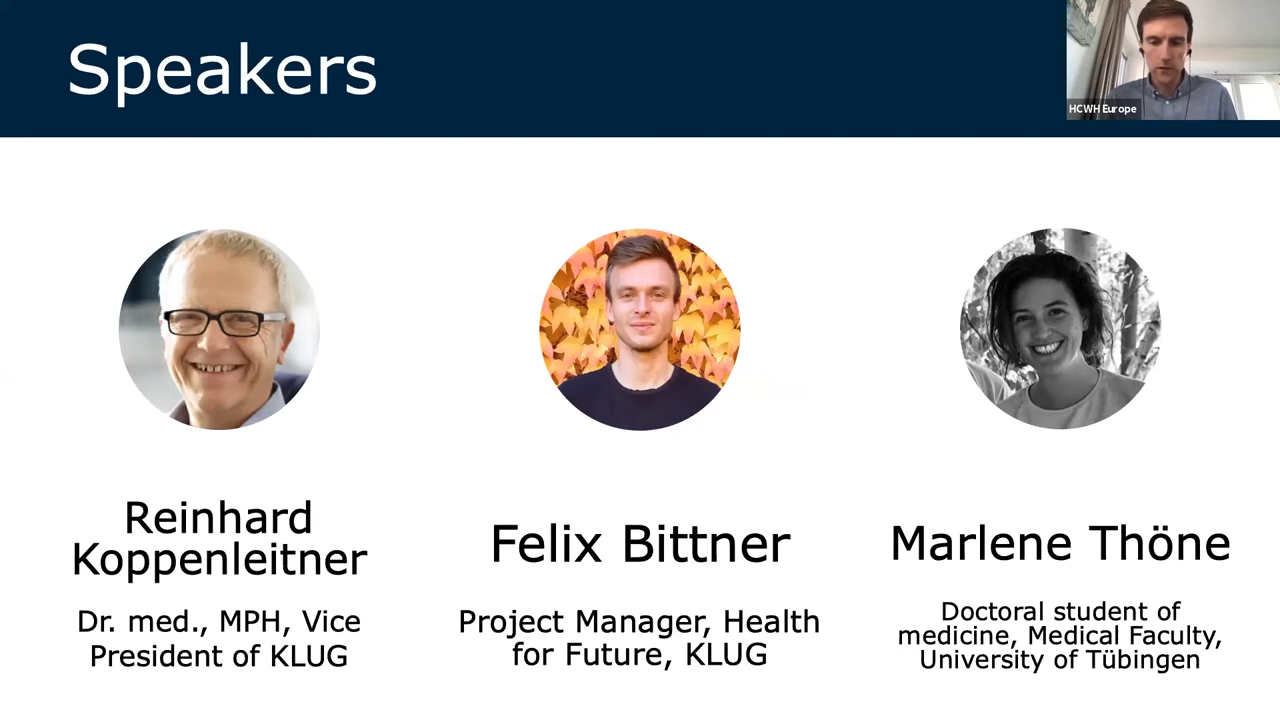 Speakers
HCWH Europe
Reinhard
Koppenleitner
Dr. med., MPH, Vice
President of KLUG
Felix Bittner
Project Manager, Health
for Future, KLUG
Marlene Thöne
Doctoral student of
medicine, Medical Faculty,
University of Tübingen